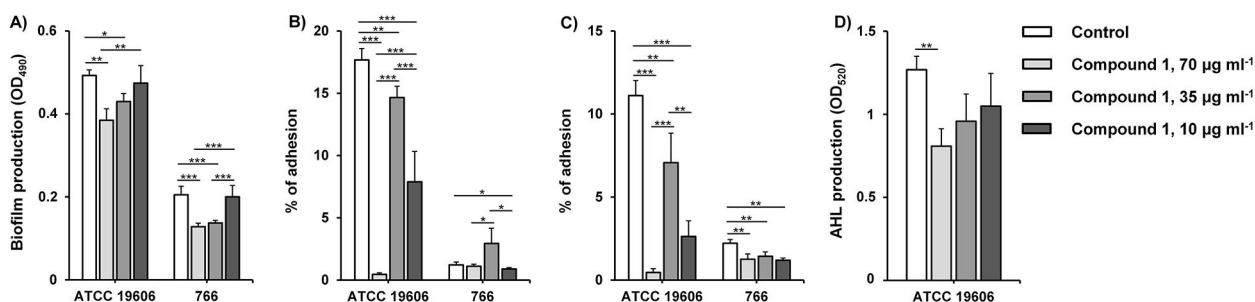 A)
Biofilm production (OD490)
0.6
0.4
0.2
0
*
**
**
***
***
***
***
ATCC 19606
766
B)
% of adhesion
20
15
10
5
0
***
**
***
***
***
***
*
*
*
ATCC 19606
766
C)
% of adhesion
15
10
5
0
***
**
***
**
***
**
**
**
ATCC 19606
766
D)
AHL production (OD520)
1.5
1
0.5
0
**
ATCC 19606
Control
Compound 1, 70 µg ml-1
Compound 1, 35 µg ml-1
Compound 1, 10 µg ml-1